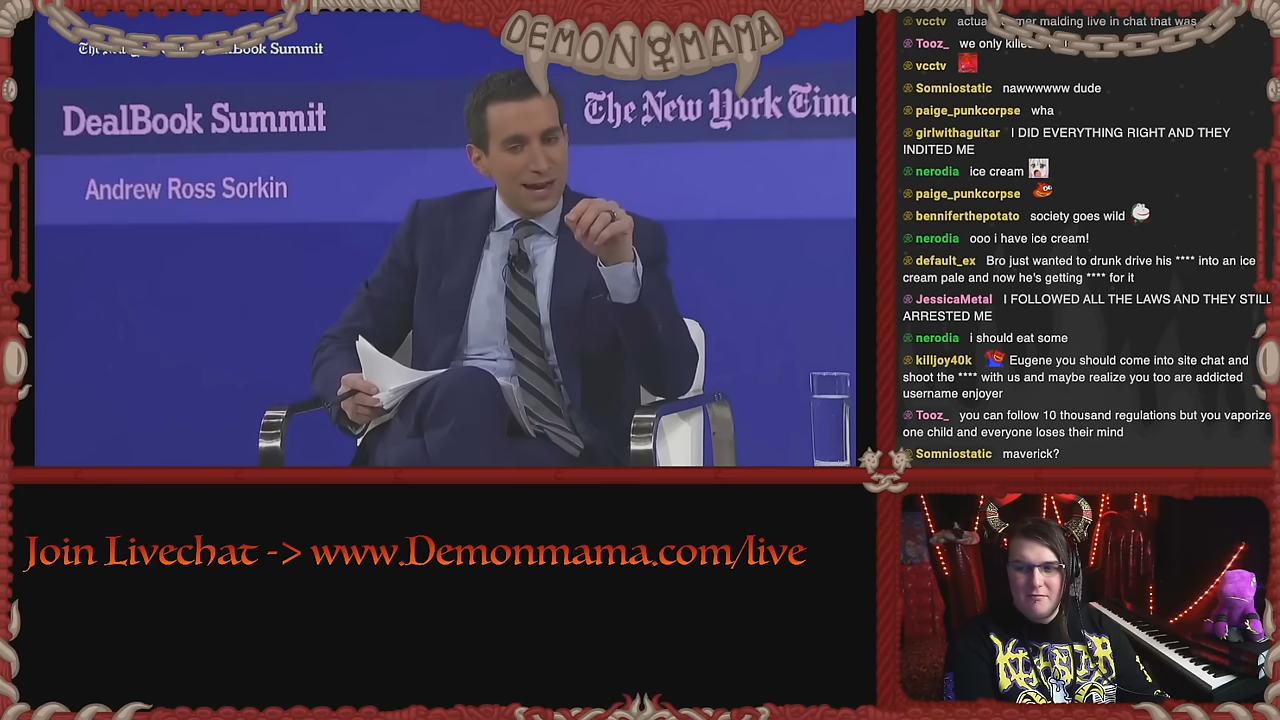 DEMON MAMA
DealBook Summit
DealBook Summit
The New York Time
Andrew Ross Sorkin
vcctv malding live in chat that was
Tooz_ we only
vcctv
Somniostatic nawwwwww dude
paige_punkcorpse wha
girlwithaguitar I DID EVERYTHING RIGHT AND THEY
INDITED ME
nerodia ice cream
paige_punkcorpse
benniferthepotato society goes wild
nerodia ooo i have ice cream!
default_ex Bro just wanted to drunk drive his **** into an ice
cream pale and now he's getting **** for it
JessicaMetal I FOLLOWED ALL THE LAWS AND THEY STILL
ARRESTED ME
nerodia i should eat some
killjoy40k Eugene you should come into site chat and
shoot the **** with us and maybe realize you too are addicted
username enjoyer
Tooz_ you can follow 10 thousand regulations but you vaporize
one child and everyone loses their mind
Somniostatic maverick?
Join Livechat -> www.Demonmama.com/live